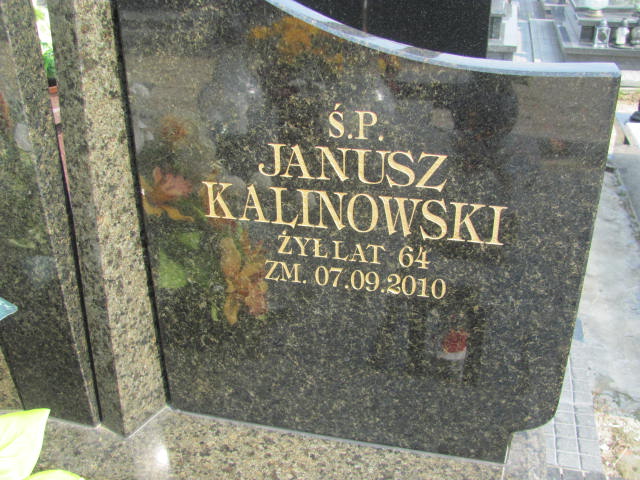 Ś.P.
JANUSZ
KALINOWSKI
ŻYŁ LAT 64
ZM. 07.09.2010